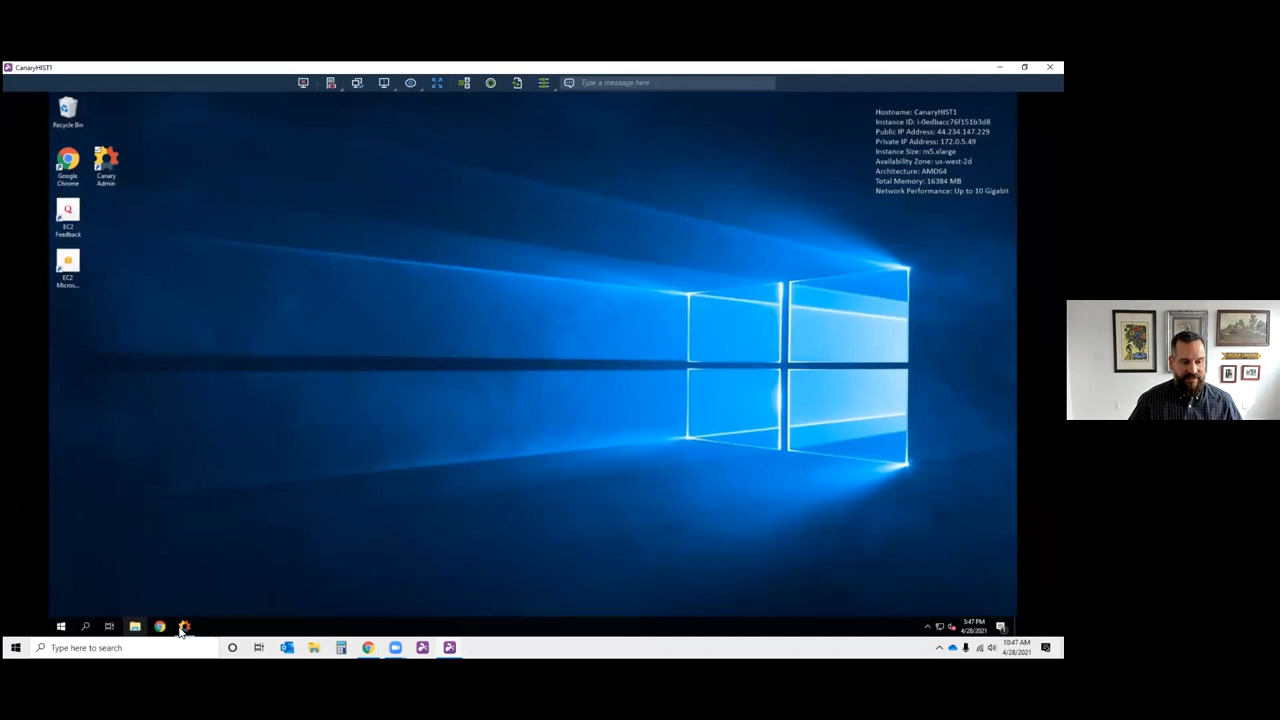 CanaryHIST1
Type a message here
Recycle Bin
Google
Chrome
Canary
Admin
EC2
Feedback
EC2
Micros...
Hostname: CanaryHIST1
Instance ID: i-0edbacc76f151b3d8
Public IP Address: 44.234.147.229
Private IP Address: 172.0.5.49
Instance Size: m5.xlarge
Availability Zone: us-west-2d
Architecture: AMD64
Total Memory: 16384 MB
Network Performance: Up to 10 Gigabit
3:47 PM
4/28/2021
Type here to search
10:47 AM
4/28/2021